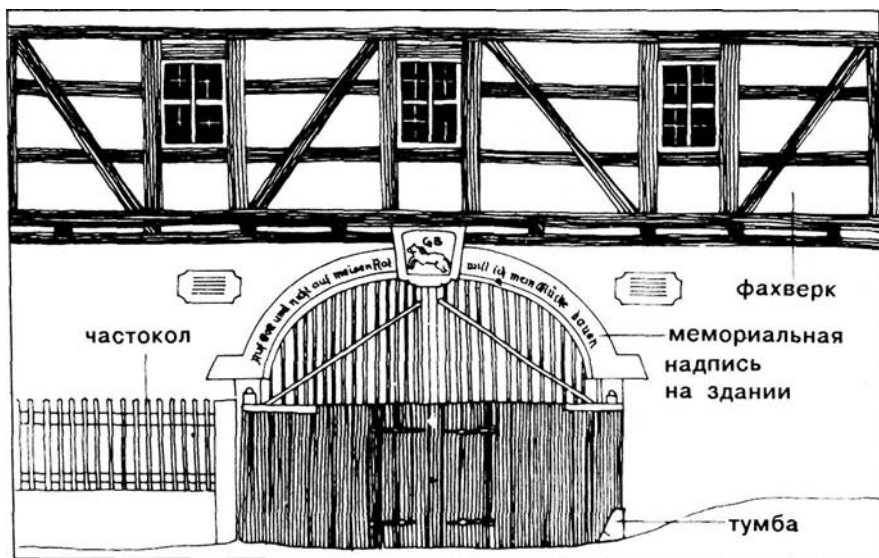 GB
Auf Gott und nicht auf meinen Rat will ich mein Glücke bauen
фахверк
частокол
мемориальная
надпись
на здании
тумба